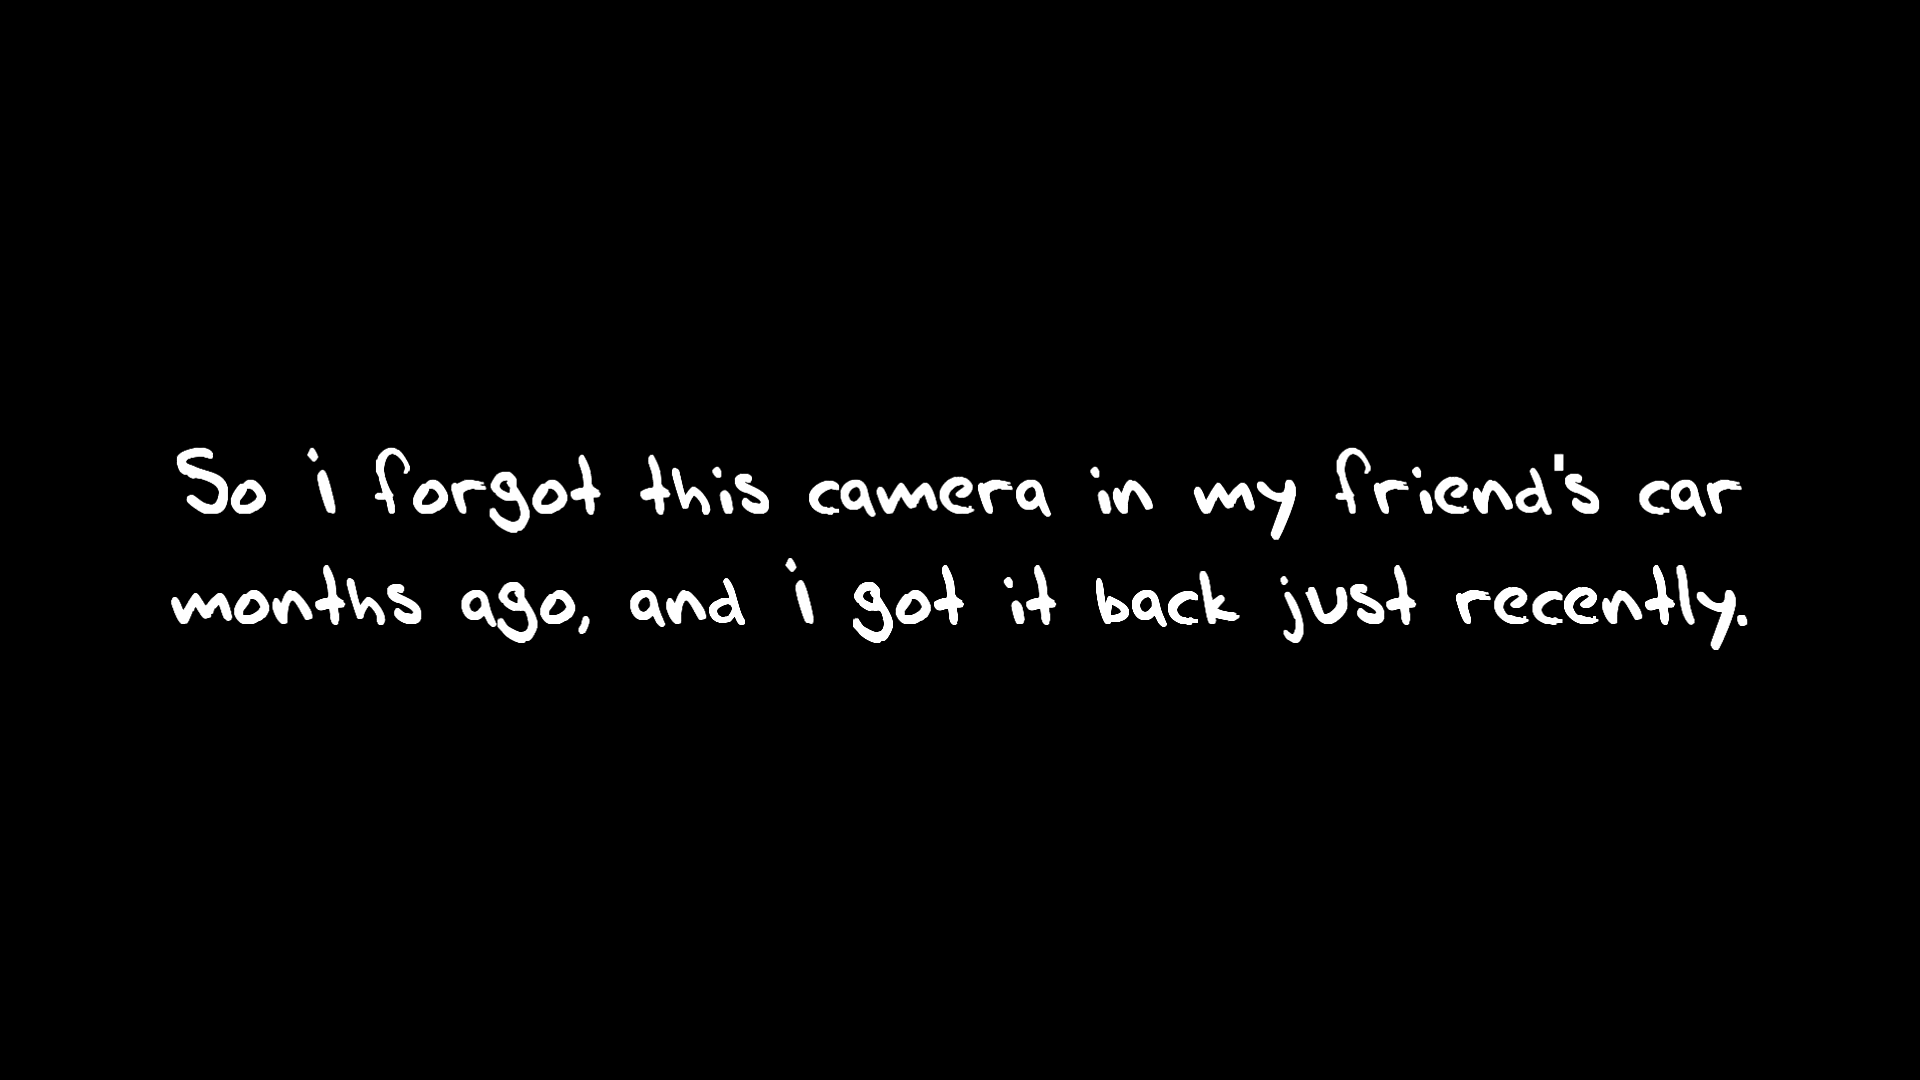 So i forgot this camera in my friend's car
months ago, and i got it back just recently.